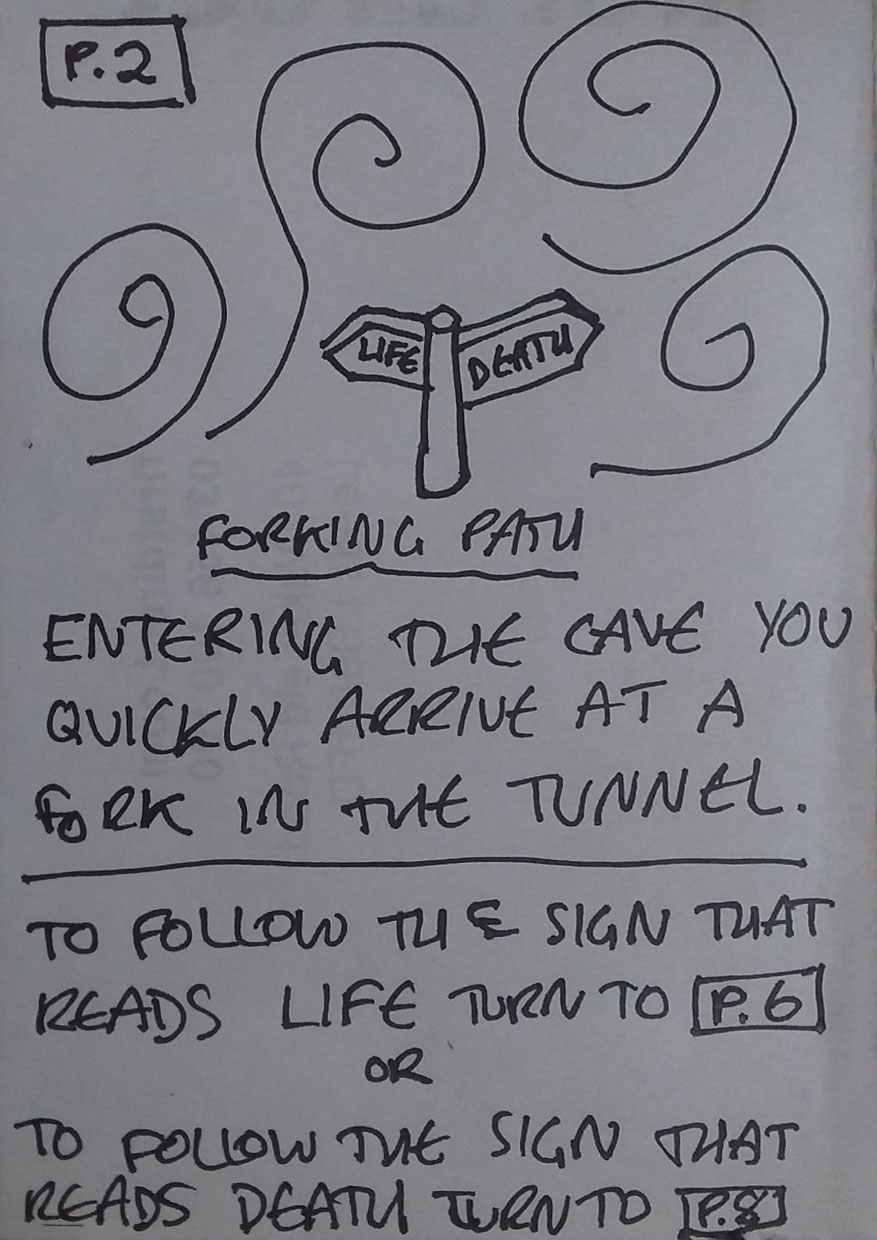 P.2
LIFE
DEATH
FORKING PATH
ENTERING THE CAVE YOU
QUICKLY ARRIVE AT A
FORK IN THE TUNNEL.
TO FOLLOW THE SIGN THAT
READS LIFE TURN TO P.6
OR
TO FOLLOW THE SIGN THAT
READS DEATH TURN TO P.8